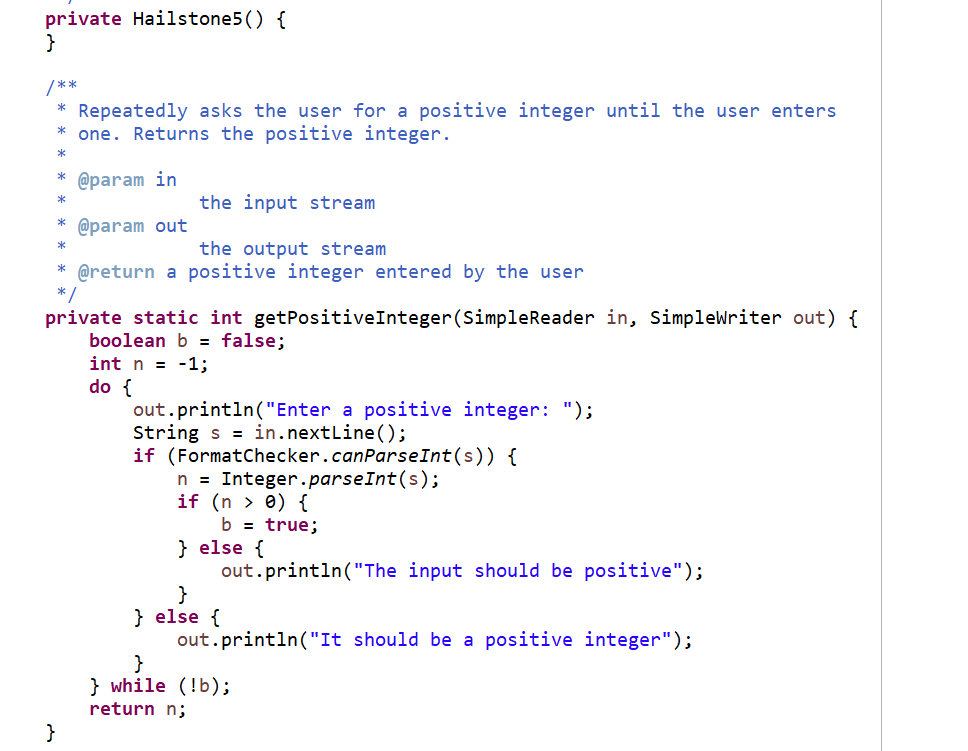 private Hailstone5() {
}
/**
* Repeatedly asks the user for a positive integer until the user enters
* one. Returns the positive integer.
*
* @param in
*            the input stream
* @param out
*            the output stream
* @return a positive integer entered by the user
*/
private static int getPositiveInteger(SimpleReader in, SimpleWriter out) {
boolean b = false;
int n = -1;
do {
out.println("Enter a positive integer: ");
String s = in.nextLine();
if (FormatChecker.canParseInt(s)) {
n = Integer.parseInt(s);
if (n > 0) {
b = true;
} else {
out.println("The input should be positive");
}
} else {
out.println("It should be a positive integer");
}
} while (!b);
return n;
}